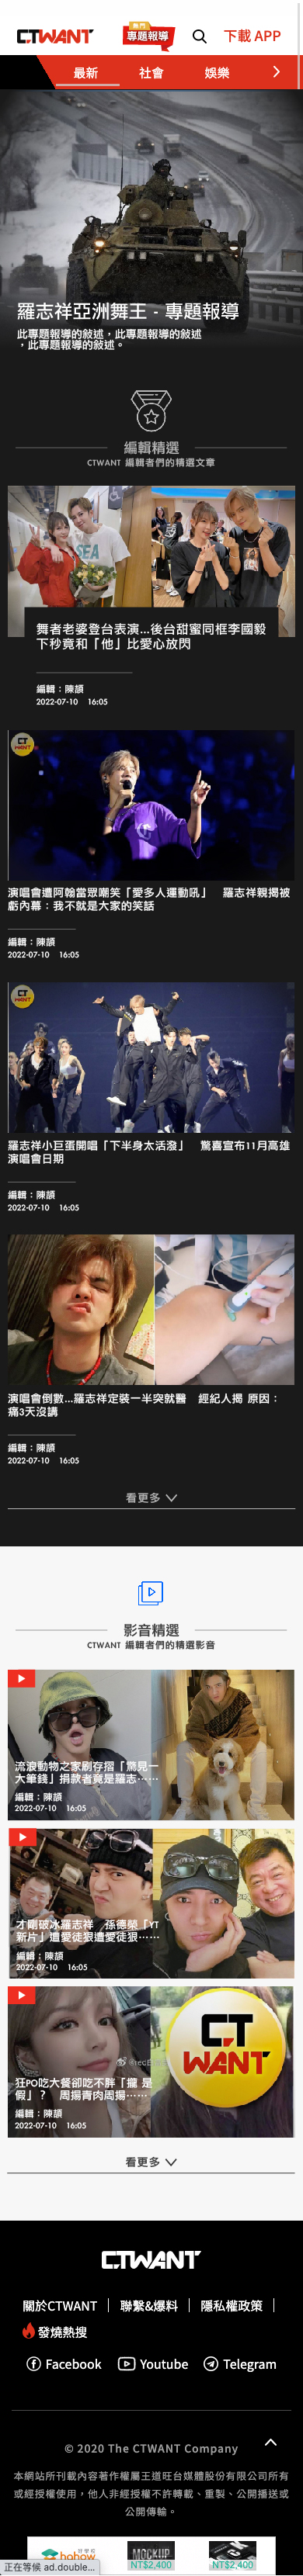 CTWANT
熱門
專題報導
下載 APP
最新 社會 娛樂
羅志祥亞洲舞王 - 專題報導
此專題報導的敘述,此專題報導的敘述
,此專題報導的敘述。
編輯精選
CTWANT 編輯者們的精選文章
舞者老婆登台表演...後台甜蜜同框李國毅
下秒竟和「他」比愛心放閃
編輯：陳頡
2022-07-10 16:05
演唱會遭阿翰當眾嘲笑「愛多人運動吼」 羅志祥親揭被
虧內幕：我不就是大家的笑話
編輯：陳頡
2022-07-10 16:05
羅志祥小巨蛋開唱「下半身太活潑」 驚喜宣布11月高雄
演唱會日期
編輯：陳頡
2022-07-10 16:05
演唱會倒數...羅志祥定裝一半突就醫 經紀人揭 原因：
痛3天沒講
編輯：陳頡
2022-07-10 16:05
看更多
影音精選
CTWANT 編輯者們的精選影音
流浪動物之家刷存摺「驚見一
大筆錢」捐款者竟是羅志……
編輯：陳頡
2022-07-10 16:05
才剛破冰羅志祥 孫德榮「YT
新片」遭愛徒狠遭愛徒狠……
編輯：陳頡
2022-07-10 16:05
狂PO吃大餐卻吃不胖「攏 是
假」？ 周揚青肉周揚……
編輯：陳頡
2022-07-10 16:05
CTWANT
看更多
CTWANT
關於CTWANT 聯繫&爆料 隱私權政策
發燒熱搜
Facebook Youtube Telegram
© 2020 The CTWANT Company
本網站所刊載內容著作權屬王道旺台媒體股份有限公司所有
或經授權使用，他人非經授權不許轉載、重製、公開播送或
公開傳輸。
MOCKUP
NT$2,400 NT$2,400
正在等候 ad.double...